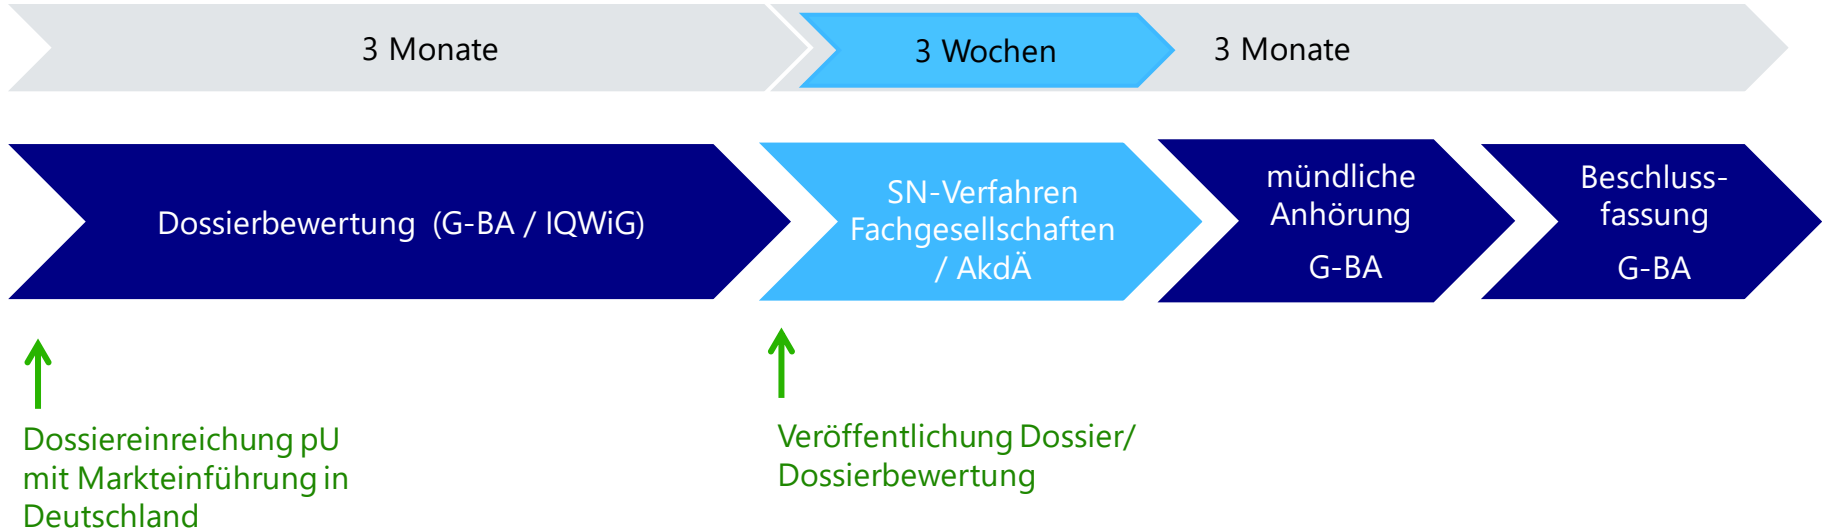 3 Monate
3 Wochen
3 Monate
Dossierbewertung (G-BA / IQWiG)
SN-Verfahren
Fachgesellschaften
/ AkdÄ
mündliche
Anhörung
G-BA
Beschluss-
fassung
G-BA
Dossiereinreichung pU
mit Markteinführung in
Deutschland
Veröffentlichung Dossier/
Dossierbewertung